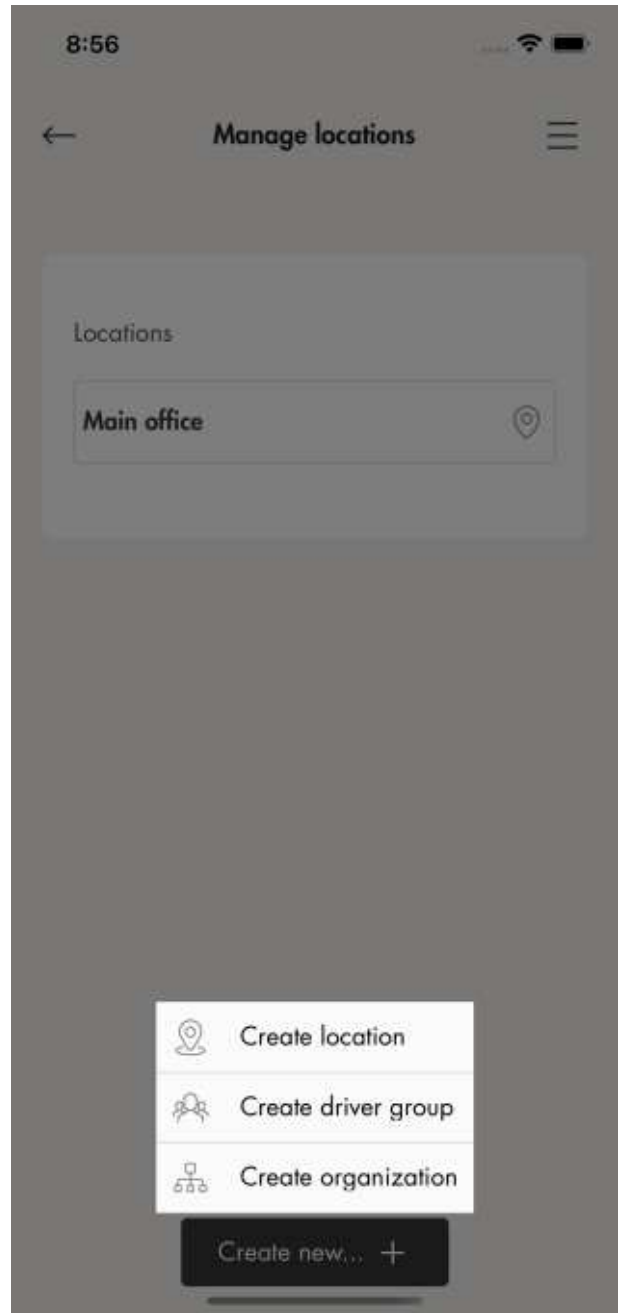 8:56
Manage locations
Locations
Main office
Create location
Create driver group
Create organization
Create new... +